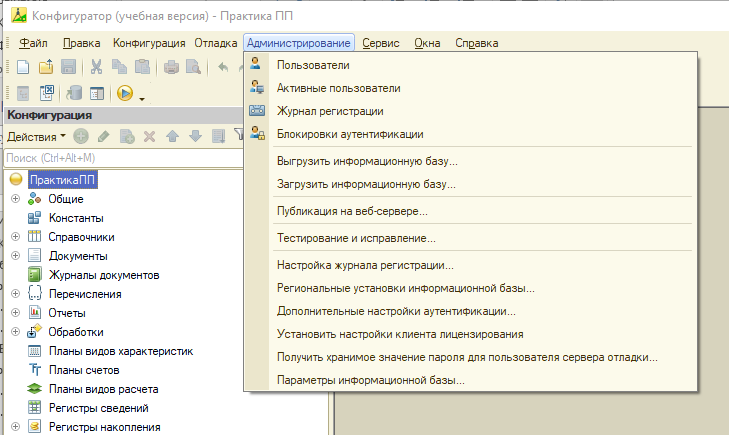 Конфигуратор (учебная версия) - Практика ПП
Файл Правка Конфигурация Отладка Администрирование Сервис Окна Справка
Пользователи
Активные пользователи
Журнал регистрации
Блокировки аутентификации
Выгрузить информационную базу...
Загрузить информационную базу...
Публикация на веб-сервере...
Тестирование и исправление...
Настройка журнала регистрации...
Региональные установки информационной базы...
Дополнительные настройки аутентификации...
Установить настройки клиента лицензирования
Получить хранимое значение пароля для пользователя сервера отладки...
Параметры информационной базы...
Конфигурация
Действия
Поиск (Ctrl+Alt+M)
ПрактикаПП
Общие
Константы
Справочники
Документы
Журналы документов
Перечисления
Отчеты
Обработки
Планы видов характеристик
Планы счетов
Планы видов расчета
Регистры сведений
Регистры накопления